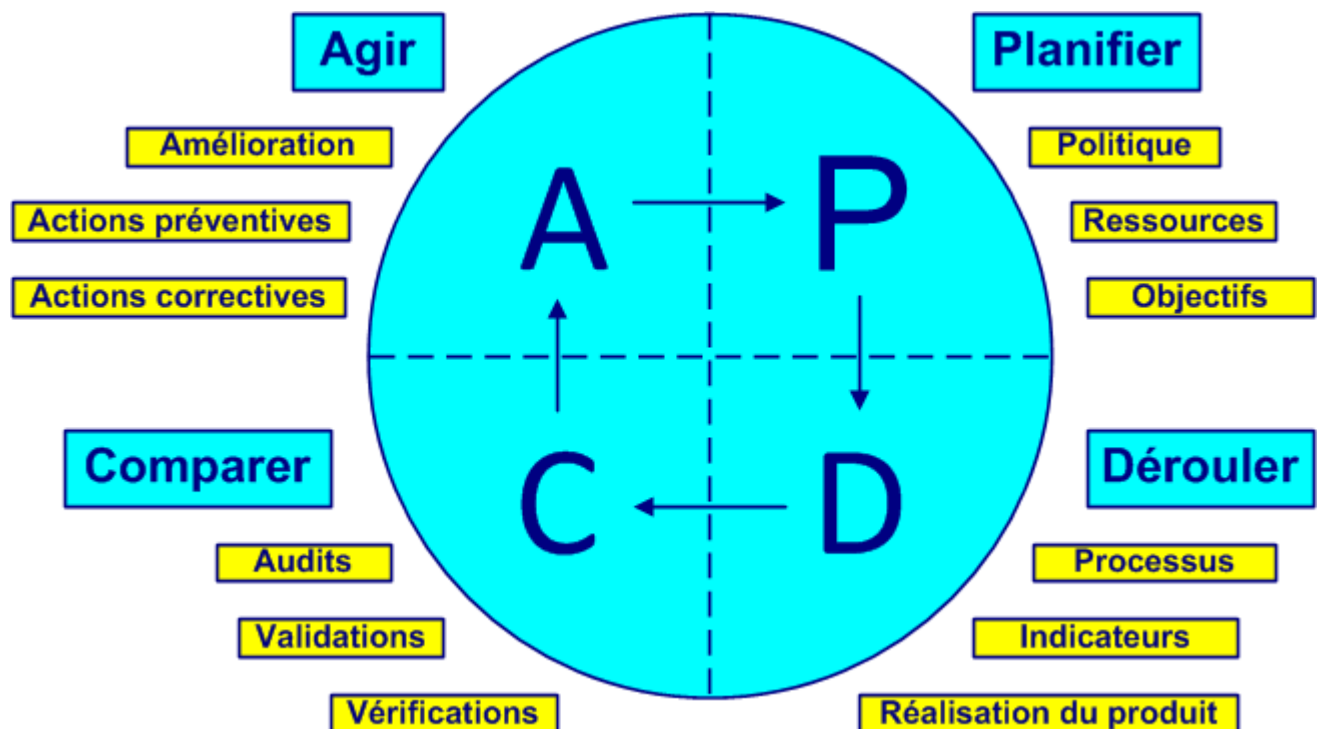 Agir
Planifier
Amélioration
Politique
Actions préventives
A
P
Ressources
Actions correctives
Objectifs
Comparer
C
D
Dérouler
Audits
Processus
Validations
Indicateurs
Vérifications
Réalisation du produit